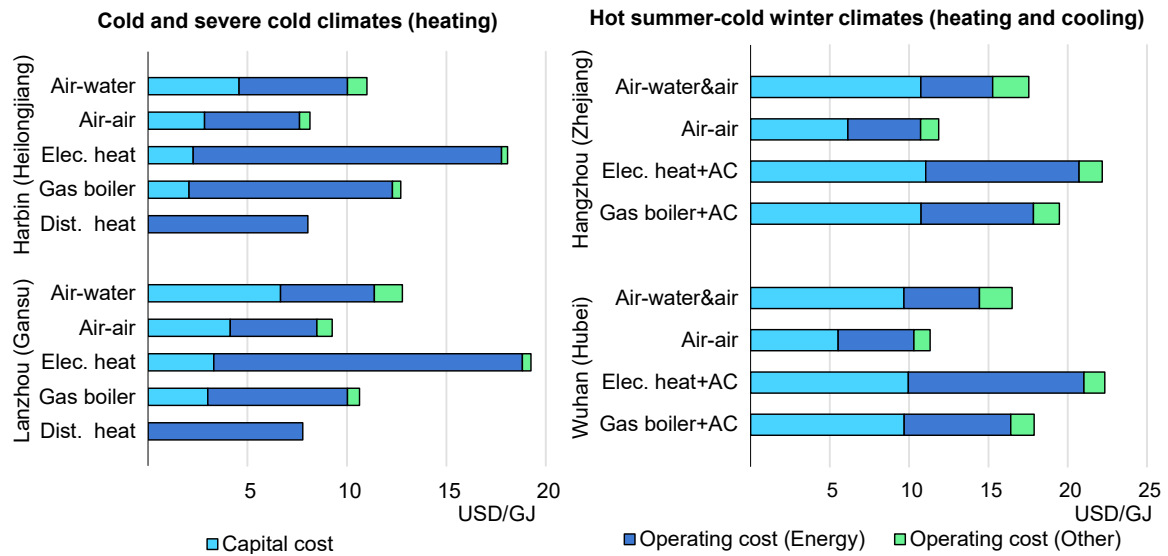 Cold and severe cold climates (heating)
Harbin (Heilongjiang)
Air-water
Air-air
Elec. heat
Gas boiler
Dist. heat
Lanzhou (Gansu)
Air-water
Air-air
Elec. heat
Gas boiler
Dist. heat
5 10 15 20
USD/GJ
Hot summer-cold winter climates (heating and cooling)
Hangzhou (Zhejiang)
Air-water&air
Air-air
Elec. heat+AC
Gas boiler+AC
Wuhan (Hubei)
Air-water&air
Air-air
Elec. heat+AC
Gas boiler+AC
5 10 15 20 25
USD/GJ
Capital cost
Operating cost (Energy)
Operating cost (Other)